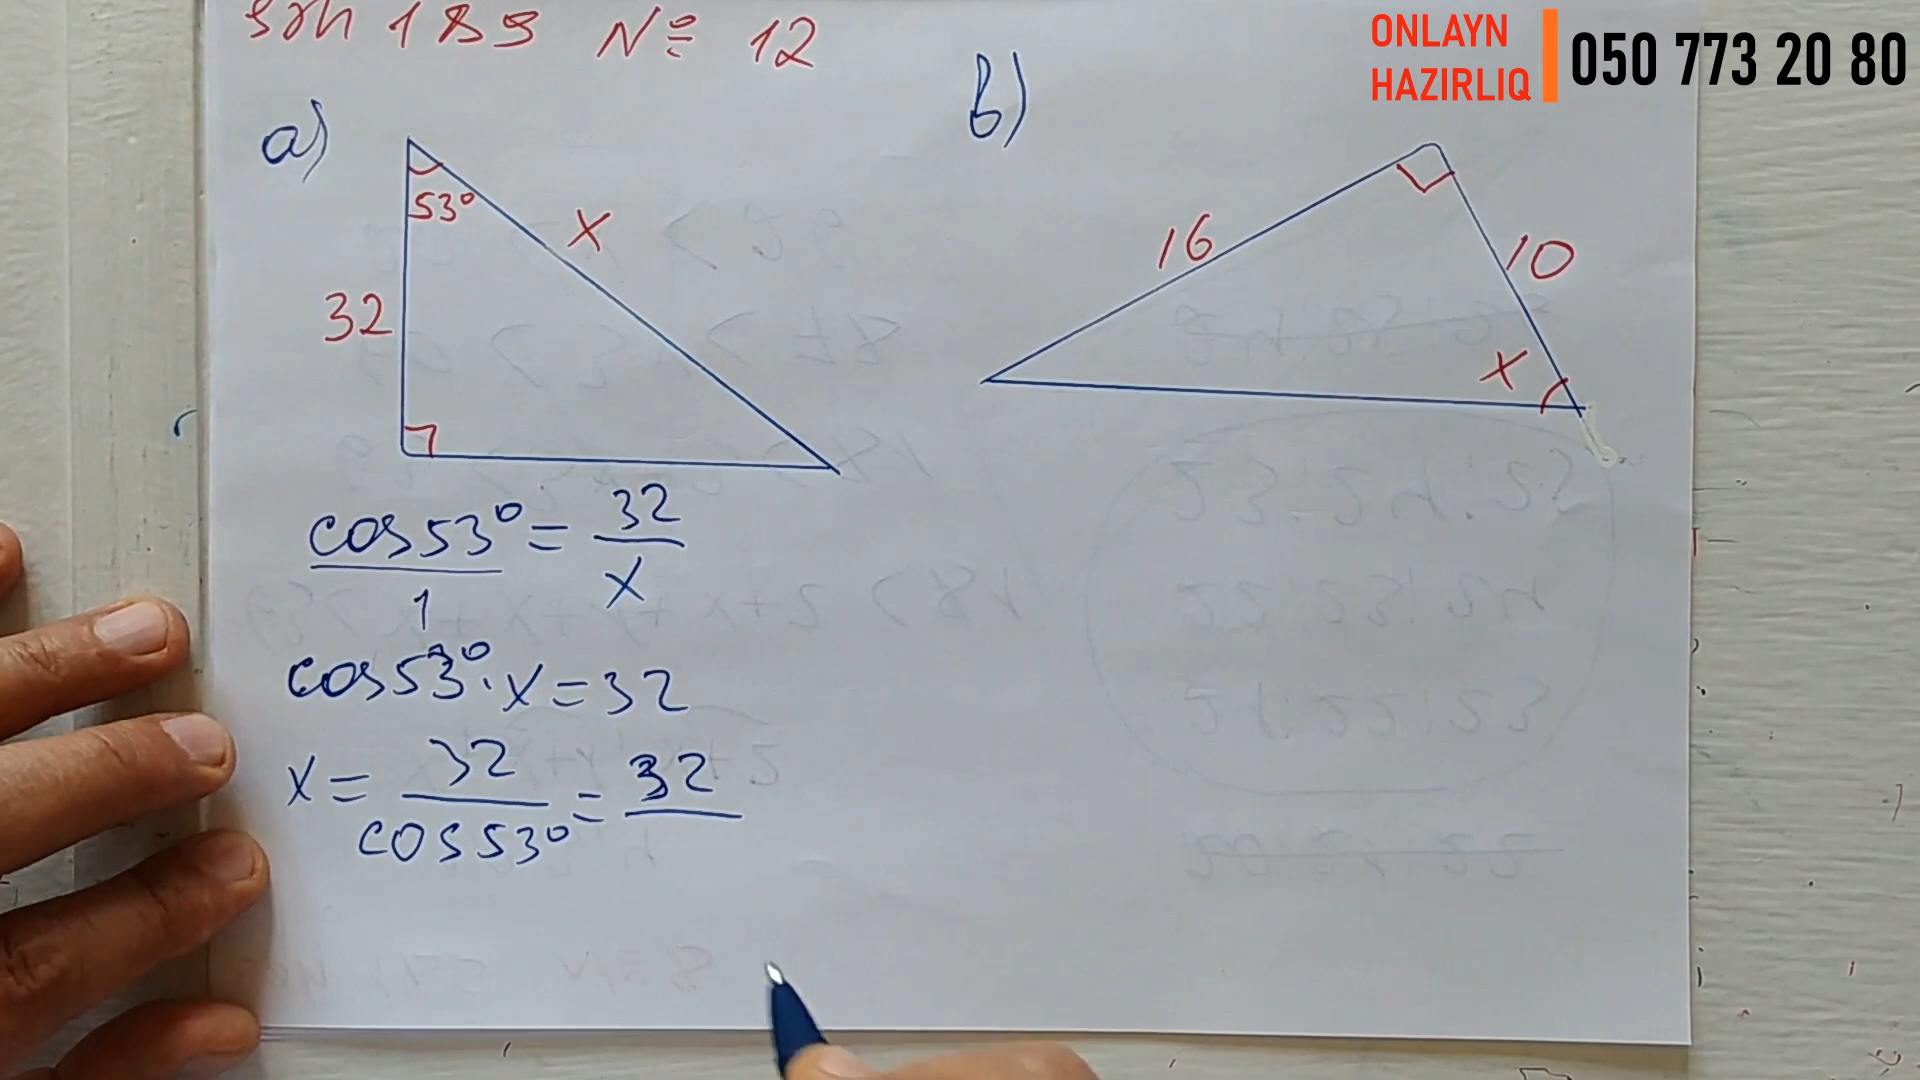 səh 189 № 12
ONLAYN
HAZIRLIQ
050 773 20 80
a)
53°
x
32
b)
16
10
x
cos53° = 32/x
1
cos53° · x = 32
x = 32/cos53° = 32